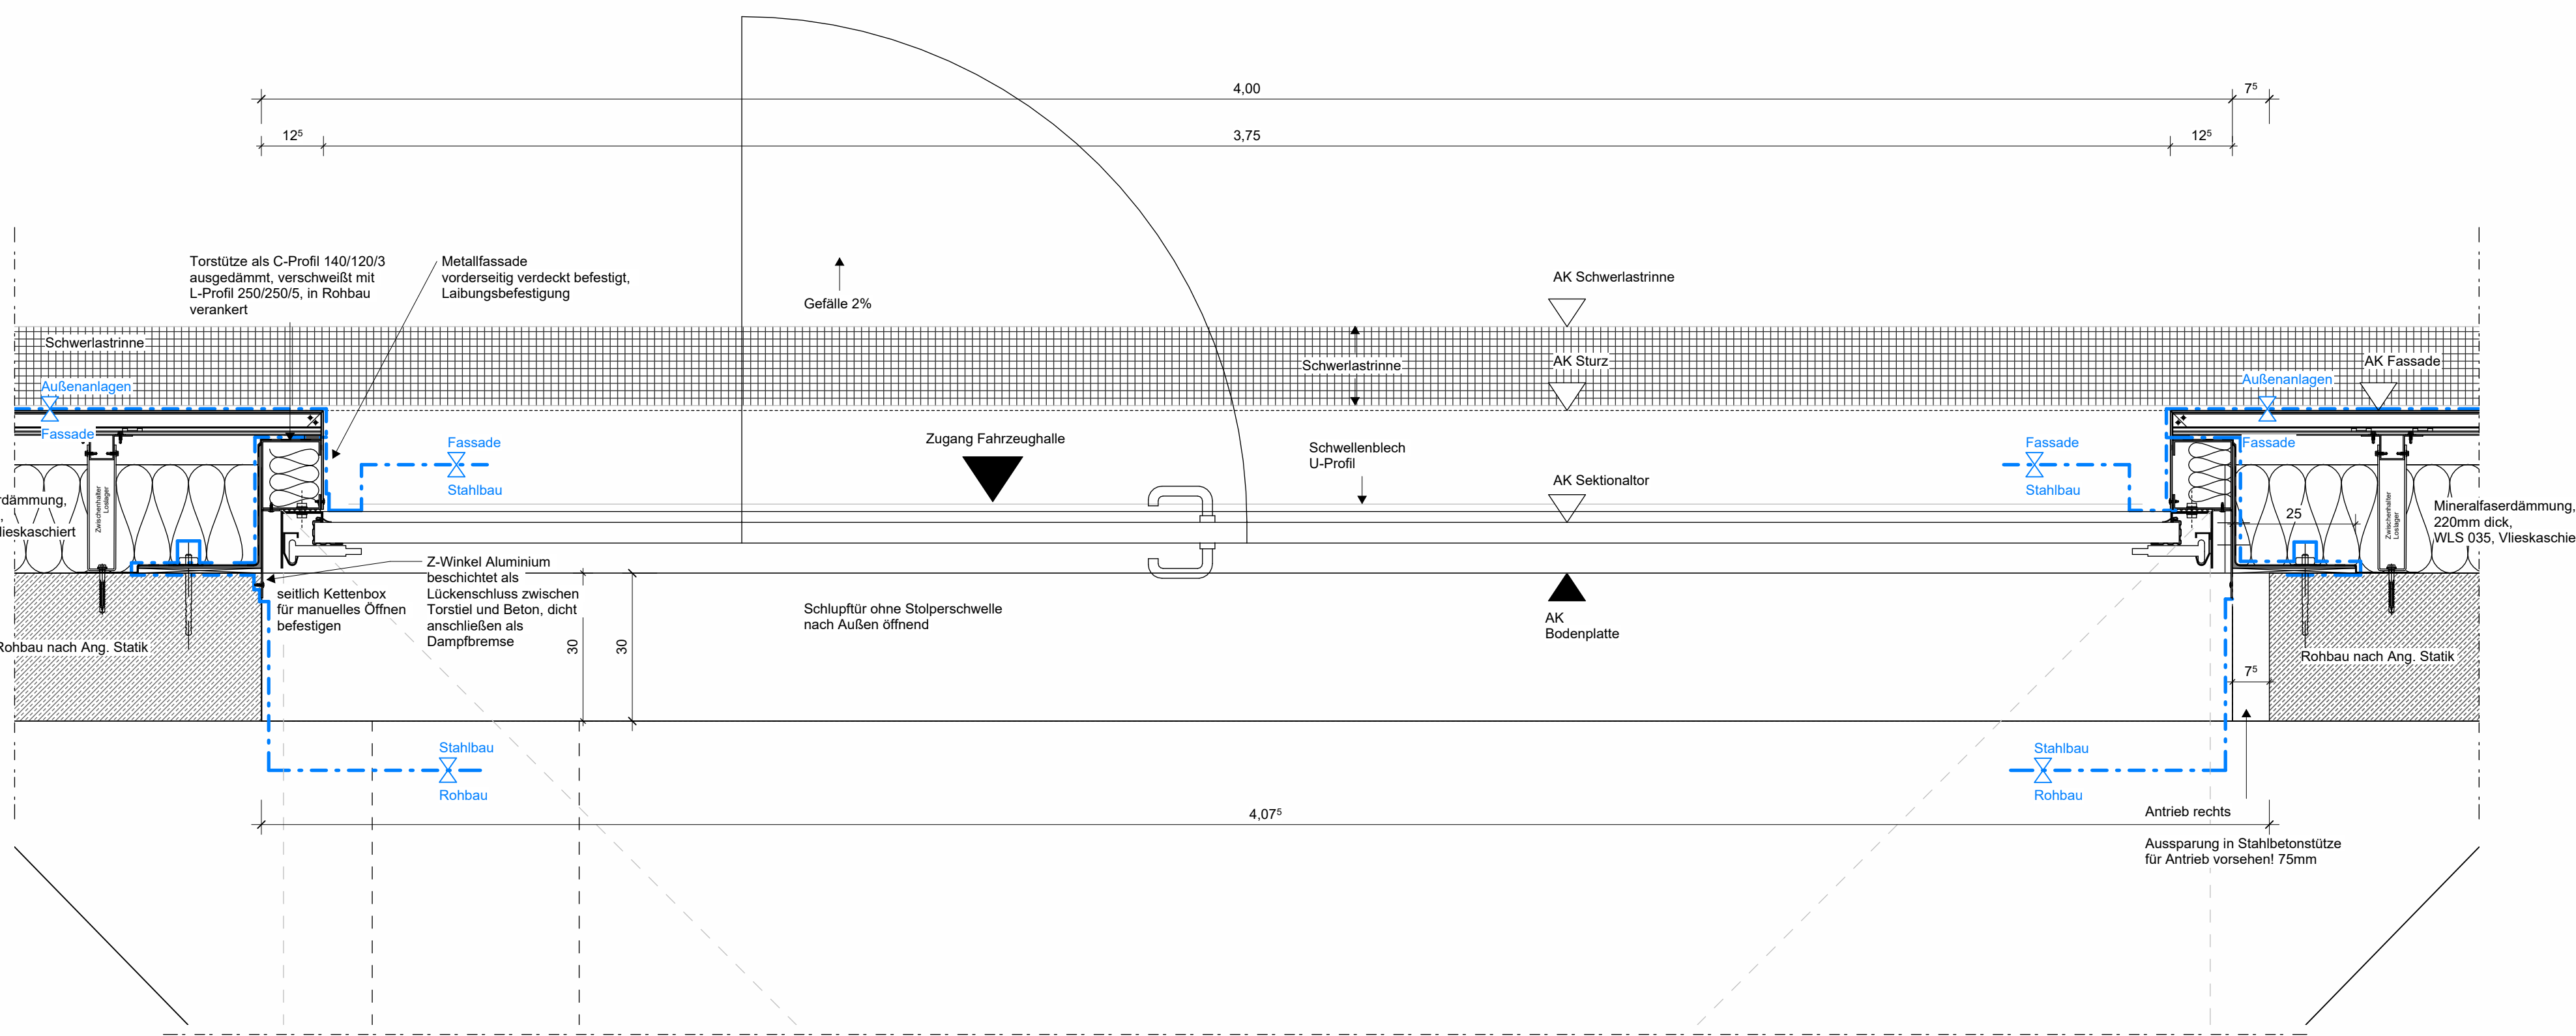 4,00
7⁵
12⁵
3,75
12⁵
Torstütze als C-Profil 140/120/3
ausgedämmt, verschweißt mit
L-Profil 250/250/5, in Rohbau
verankert
Metallfassade
vorderseitig verdeckt befestigt,
Laibungsbefestigung
Gefälle 2%
AK Schwerlastrinne
Schwerlastrinne
Schwerlastrinne
AK Sturz
AK Fassade
Außenanlagen
Fassade
Außenanlagen
Fassade
Fassade
Stahlbau
Zugang Fahrzeughalle
Schwellenblech
U-Profil
AK Sektionaltor
Fassade
Stahlbau
rdämmung,
,
lieskaschiert
Zwischenhalter
Loslager
25
Zwischenhalter
Loslager
Mineralfaserdämmung,
220mm dick,
WLS 035, Vlieskaschie
Z-Winkel Aluminium
beschichtet als
Lückenschluss zwischen
Torstiel und Beton, dicht
anschließen als
Dampfbremse
seitlich Kettenbox
für manuelles Öffnen
befestigen
30
30
Schlupftür ohne Stolperschwelle
nach Außen öffnend
AK
Bodenplatte
Rohbau nach Ang. Statik
Rohbau nach Ang. Statik
7⁵
Stahlbau
Rohbau
Stahlbau
Rohbau
4,07⁵
Antrieb rechts
Aussparung in Stahlbetonstütze
für Antrieb vorsehen! 75mm